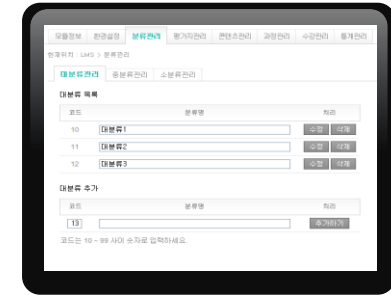 모듈정보 환경설정 분류관리 평가지관리 콘텐츠관리 과정관리 수강관리 통계관리
현재위치 : LMS > 분류관리
대분류관리 중분류관리 소분류관리
대분류 목록
코드 분류명 처리
10 대분류1 수정 삭제
11 대분류2 수정 삭제
12 대분류3 수정 삭제
대분류 추가
코드 분류명 처리
13 추가하기
코드는 10 ~ 99 사이 숫자로 입력하세요.